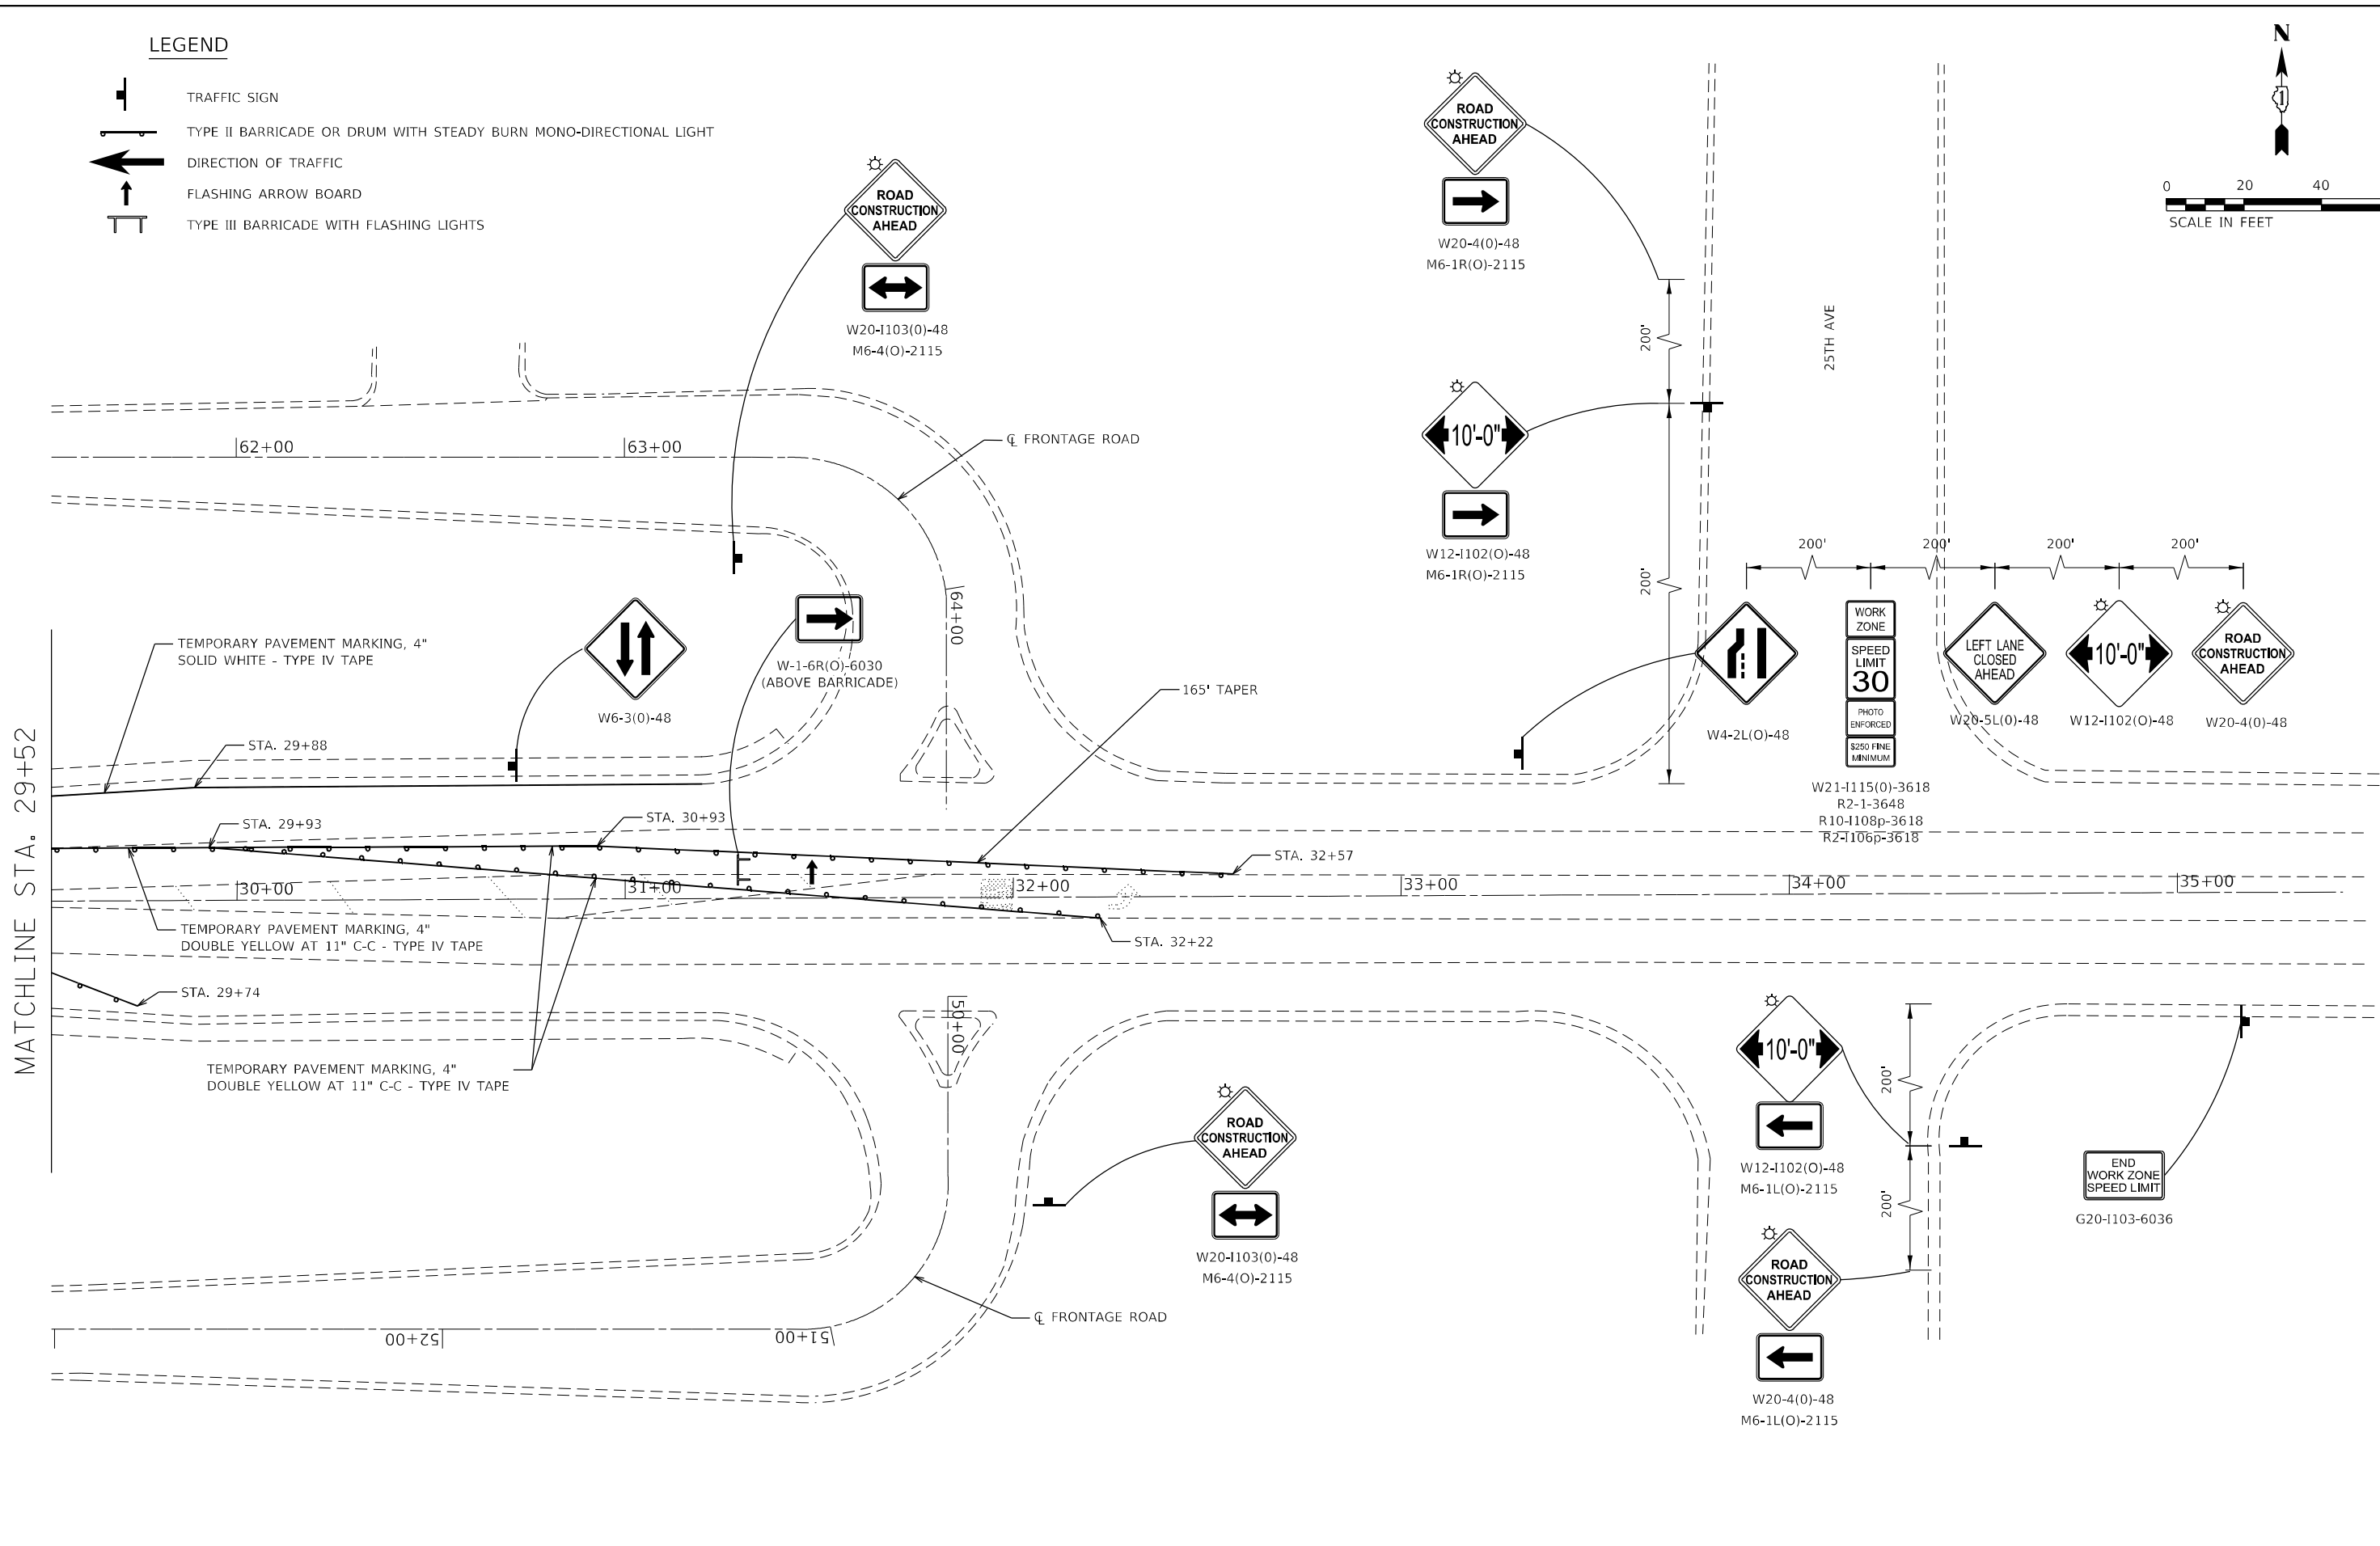 LEGEND
TRAFFIC SIGN
TYPE II BARRICADE OR DRUM WITH STEADY BURN MONO-DIRECTIONAL LIGHT
DIRECTION OF TRAFFIC
FLASHING ARROW BOARD
TYPE III BARRICADE WITH FLASHING LIGHTS
ROAD
CONSTRUCTION
AHEAD
W20-I103(0)-48
M6-4(O)-2115
ROAD
CONSTRUCTION
AHEAD
W20-4(0)-48
M6-1R(O)-2115
N
1
0 20 40
SCALE IN FEET
200'
25TH AVE
10'-0"
W12-I102(O)-48
M6-1R(O)-2115
200'
62+00
63+00
℄ FRONTAGE ROAD
64+00
200' 200' 200' 200'
W4-2L(O)-48
WORK
ZONE
SPEED
LIMIT
30
PHOTO
ENFORCED
$250 FINE
MINIMUM
W21-I115(0)-3618
R2-1-3648
R10-I108p-3618
R2-I106p-3618
LEFT LANE
CLOSED
AHEAD
W20-5L(0)-48
10'-0"
W12-I102(O)-48
ROAD
CONSTRUCTION
AHEAD
W20-4(0)-48
TEMPORARY PAVEMENT MARKING, 4"
SOLID WHITE - TYPE IV TAPE
W6-3(0)-48
W-1-6R(O)-6030
(ABOVE BARRICADE)
165' TAPER
MATCHLINE STA. 29+52
STA. 29+88
STA. 29+93
STA. 30+93
STA. 32+57
30+00
31+00
32+00
33+00
34+00
35+00
TEMPORARY PAVEMENT MARKING, 4"
DOUBLE YELLOW AT 11" C-C - TYPE IV TAPE
STA. 32+22
STA. 29+74
50+00
TEMPORARY PAVEMENT MARKING, 4"
DOUBLE YELLOW AT 11" C-C - TYPE IV TAPE
ROAD
CONSTRUCTION
AHEAD
W20-I103(0)-48
M6-4(O)-2115
10'-0"
W12-I102(O)-48
M6-1L(O)-2115
200'
200'
END
WORK ZONE
SPEED LIMIT
G20-I103-6036
ROAD
CONSTRUCTION
AHEAD
W20-4(0)-48
M6-1L(O)-2115
℄ FRONTAGE ROAD
52+00
51+00